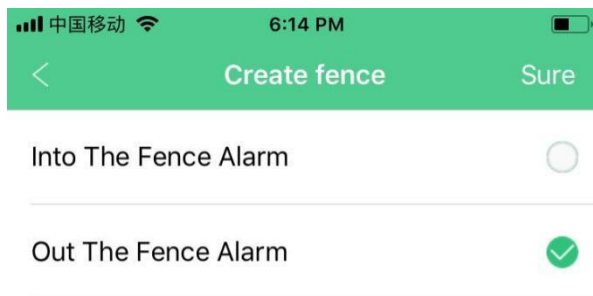 中国移动 6:14 PM
Create fence Sure
Into The Fence Alarm
Out The Fence Alarm